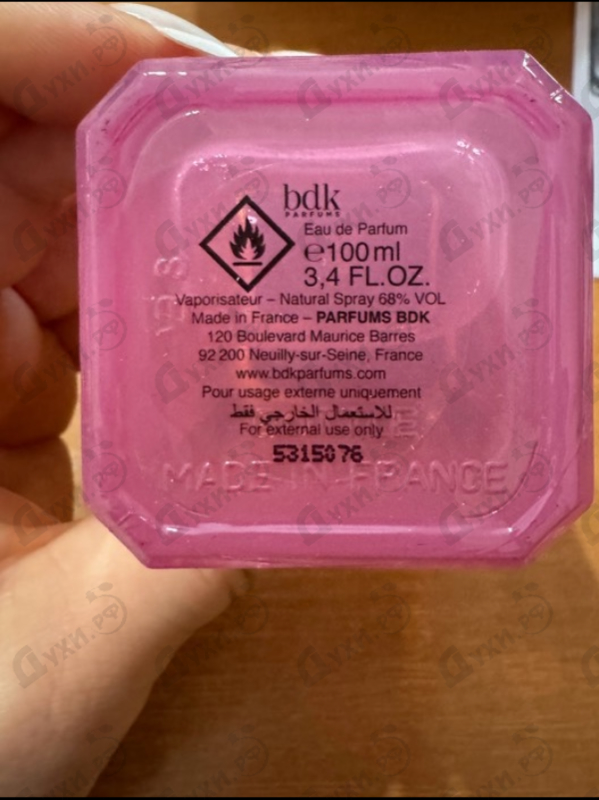 bdk
PARFUMS
Eau de Parfum
℮100ml
3,4 FL.OZ.
Vaporisateur – Natural Spray 68% VOL
Made in France – PARFUMS BDK
120 Boulevard Maurice Barres
92 200 Neuilly-sur-Seine, France
www.bdkparfums.com
Pour usage externe uniquement
للاستعمال الخارجي فقط
For external use only
5315076
MADE IN FRANCE
Духи.рф